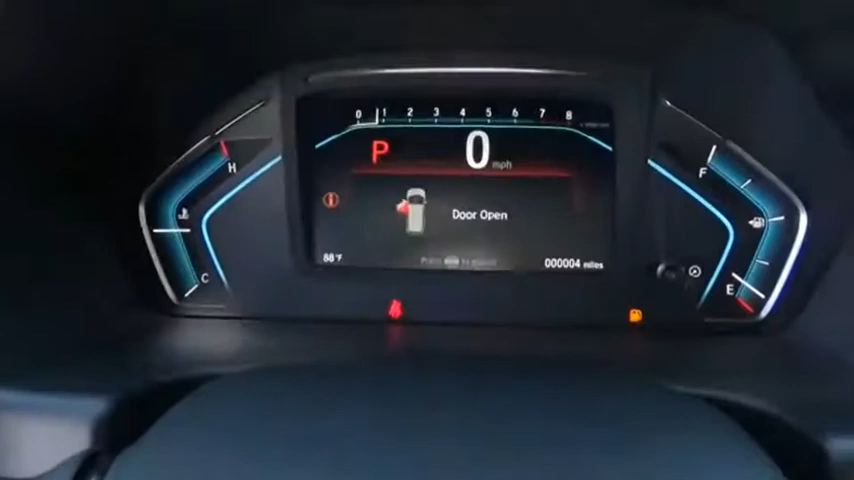 0 1 2 3 4 5 6 7 8
P 0 mph
H F
Door Open
C E
88°F 000004 miles